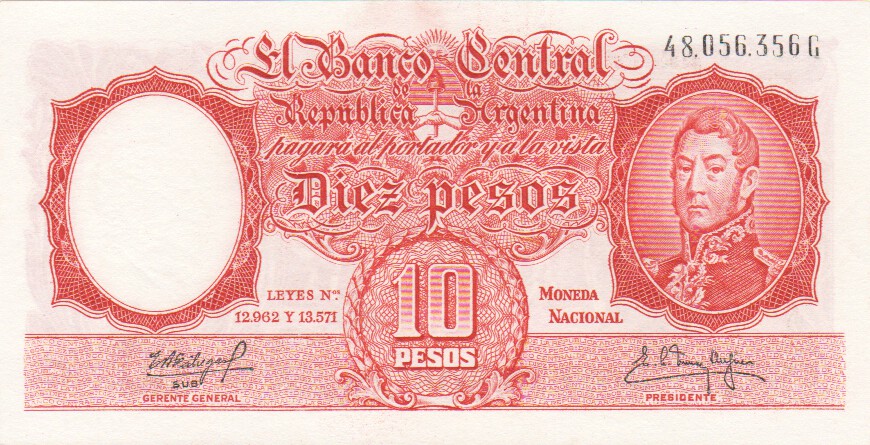 48.056.356 G
El Banco Central
de la
República Argentina
pagará al portador y a la vista
Diez pesos
LEYES Nos. 12.962 Y 13.571
MONEDA NACIONAL
10
PESOS
SUB
GERENTE GENERAL
PRESIDENTE